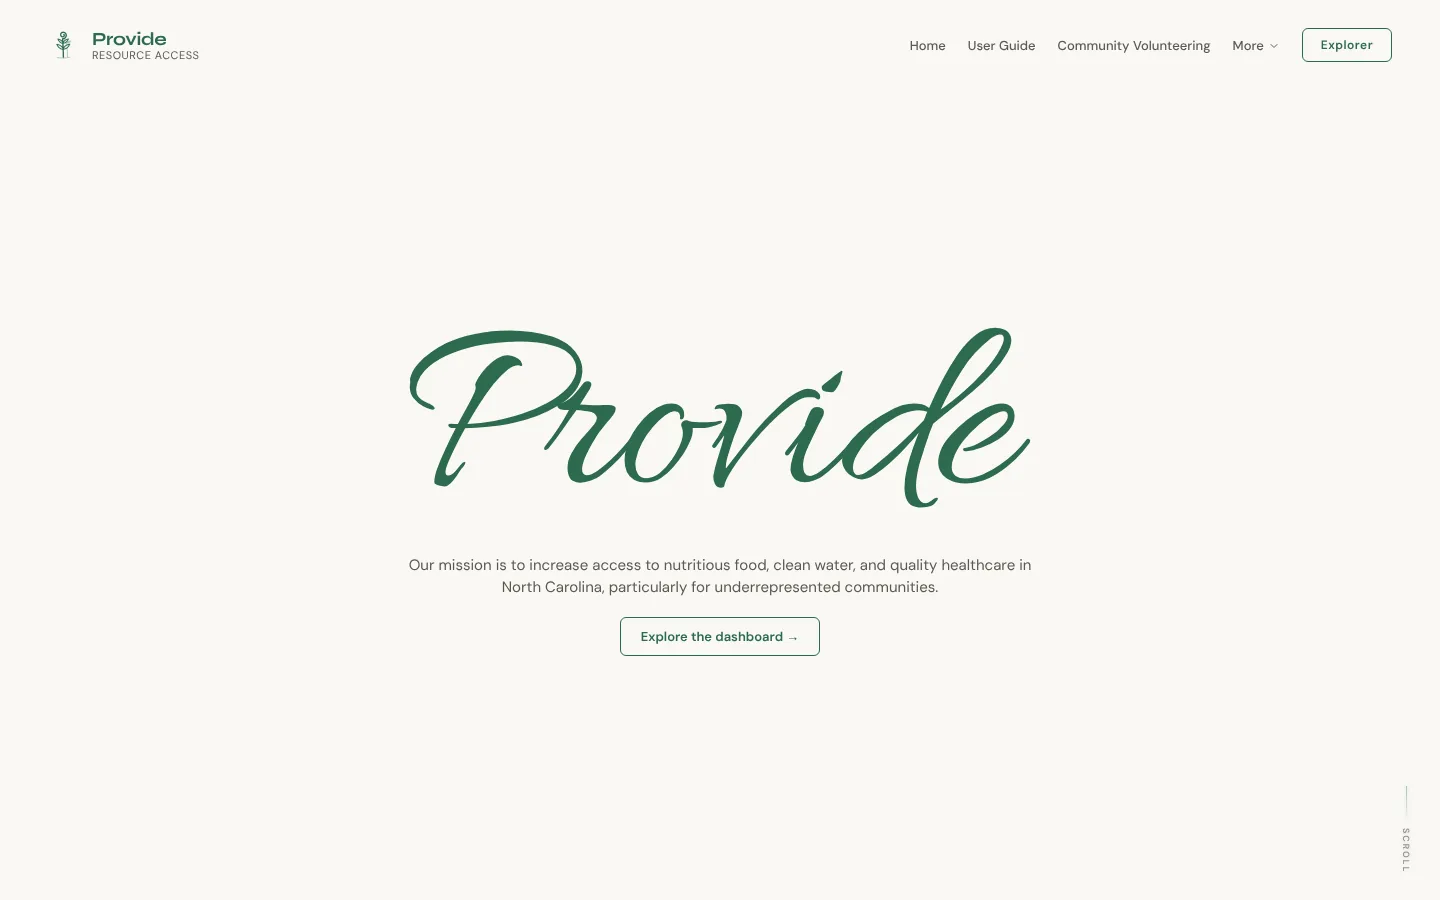 Provide
RESOURCE ACCESS
Home
User Guide
Community Volunteering
More
Explorer
Provide
Our mission is to increase access to nutritious food, clean water, and quality healthcare in
North Carolina, particularly for underrepresented communities.
Explore the dashboard →
SCROLL